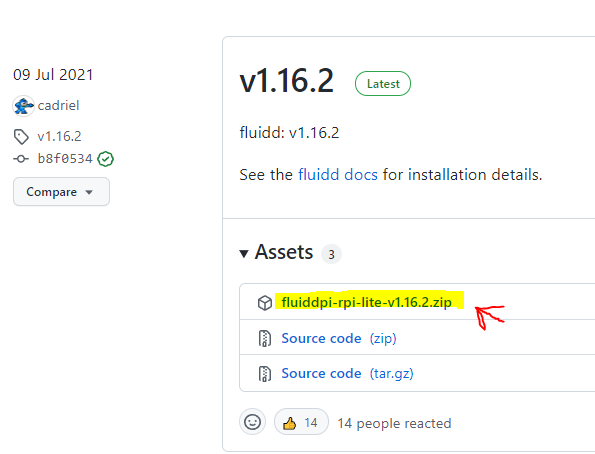 09 Jul 2021
cadriel
v1.16.2
b8f0534
Compare
v1.16.2 Latest
fluidd: v1.16.2
See the fluidd docs for installation details.
Assets 3
fluiddpi-rpi-lite-v1.16.2.zip
Source code (zip)
Source code (tar.gz)
14 14 people reacted